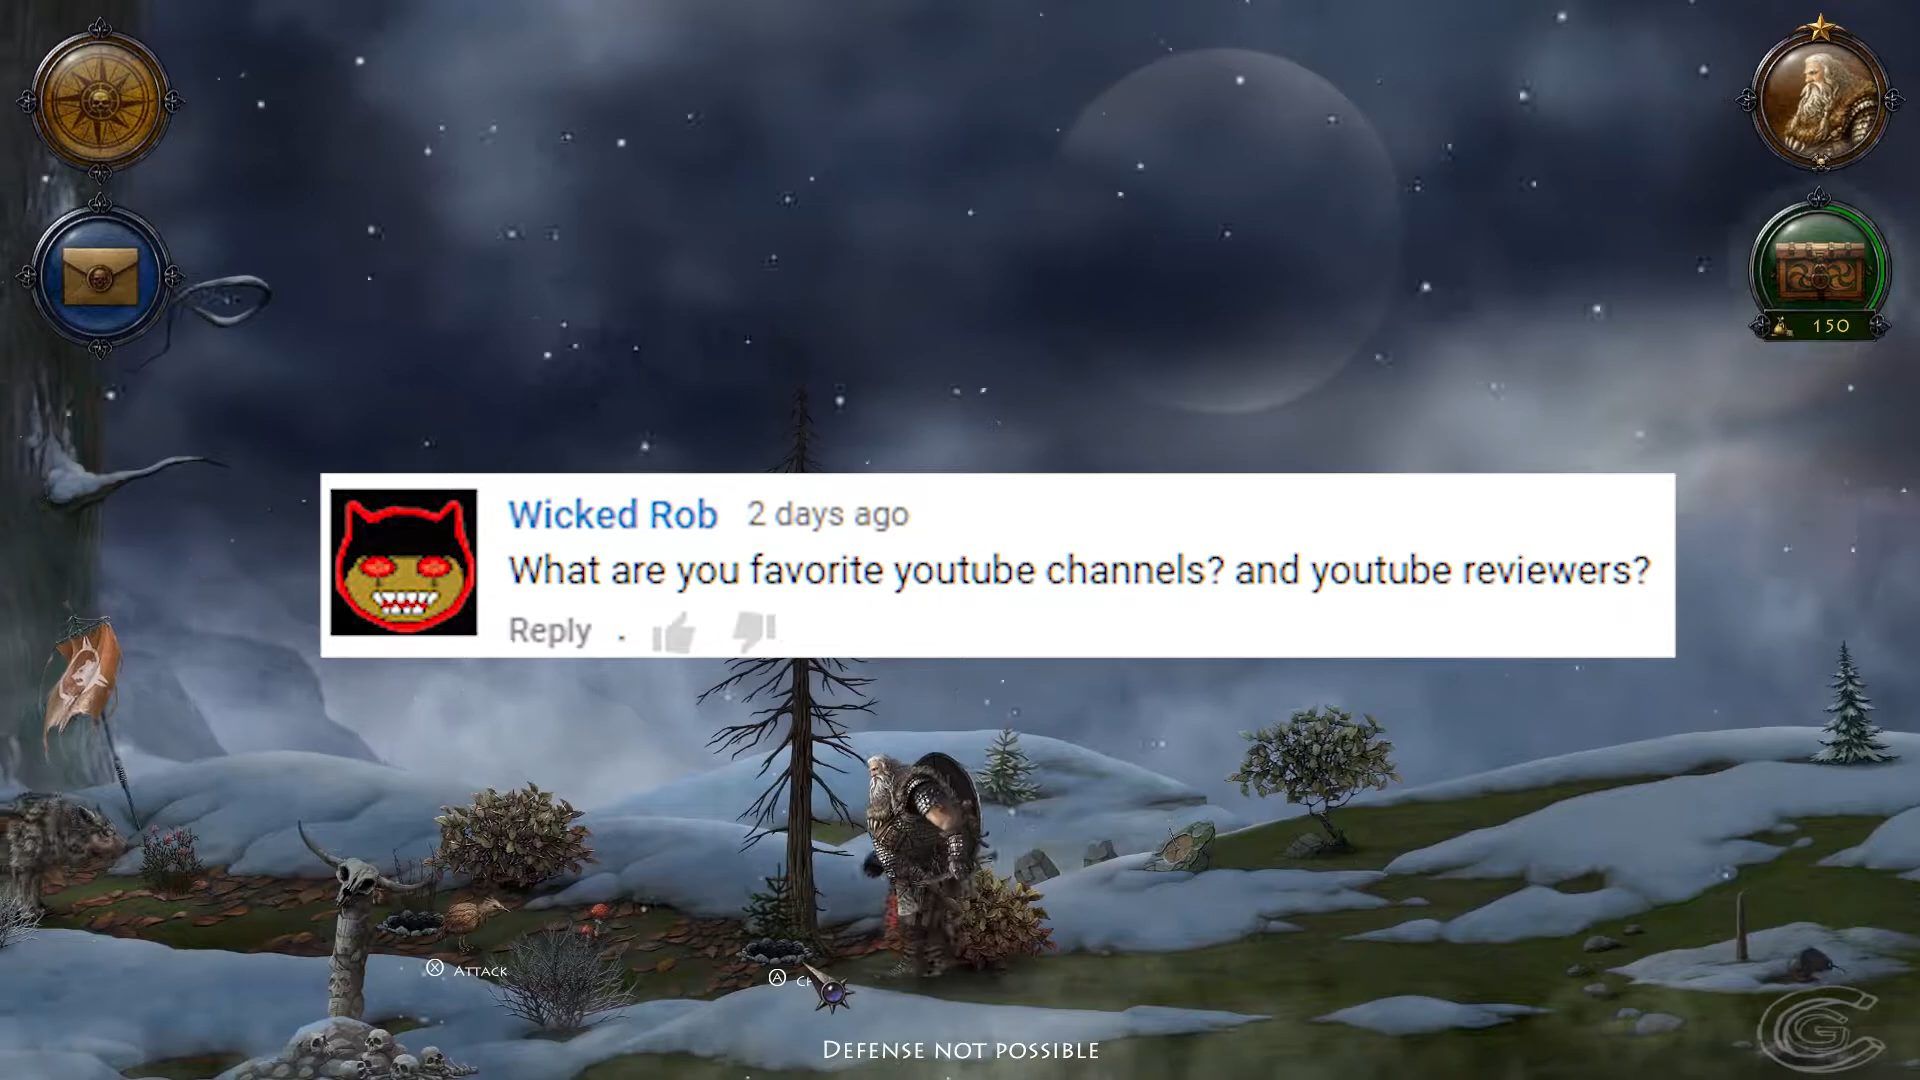 150
Wicked Rob 2 days ago
What are you favorite youtube channels? and youtube reviewers?
Reply .
X ATTACK
A
DEFENSE NOT POSSIBLE